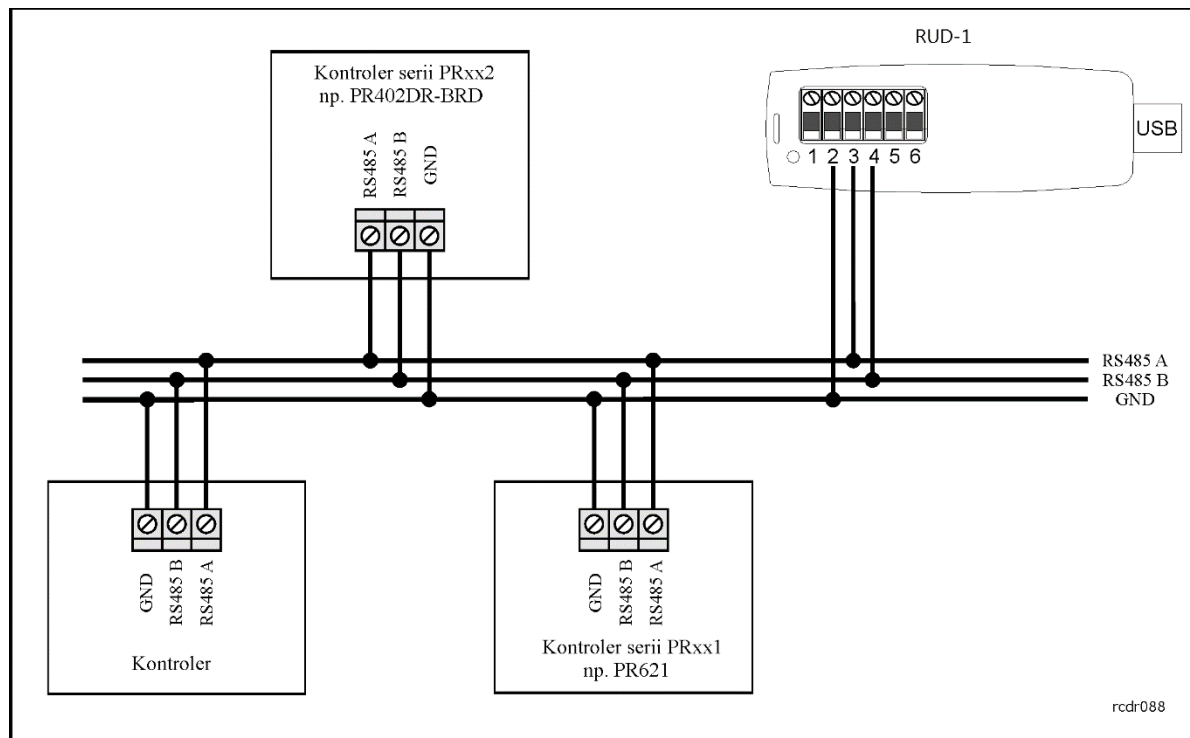 RUD-1
Kontroler serii PRxx2
np. PR402DR-BRD
RS485 A
RS485 B
GND
USB
1 2 3 4 5 6
RS485 A
RS485 B
GND
GND
RS485 B
RS485 A
Kontroler
GND
RS485 B
RS485 A
Kontroler serii PRxx1
np. PR621
rcdr088